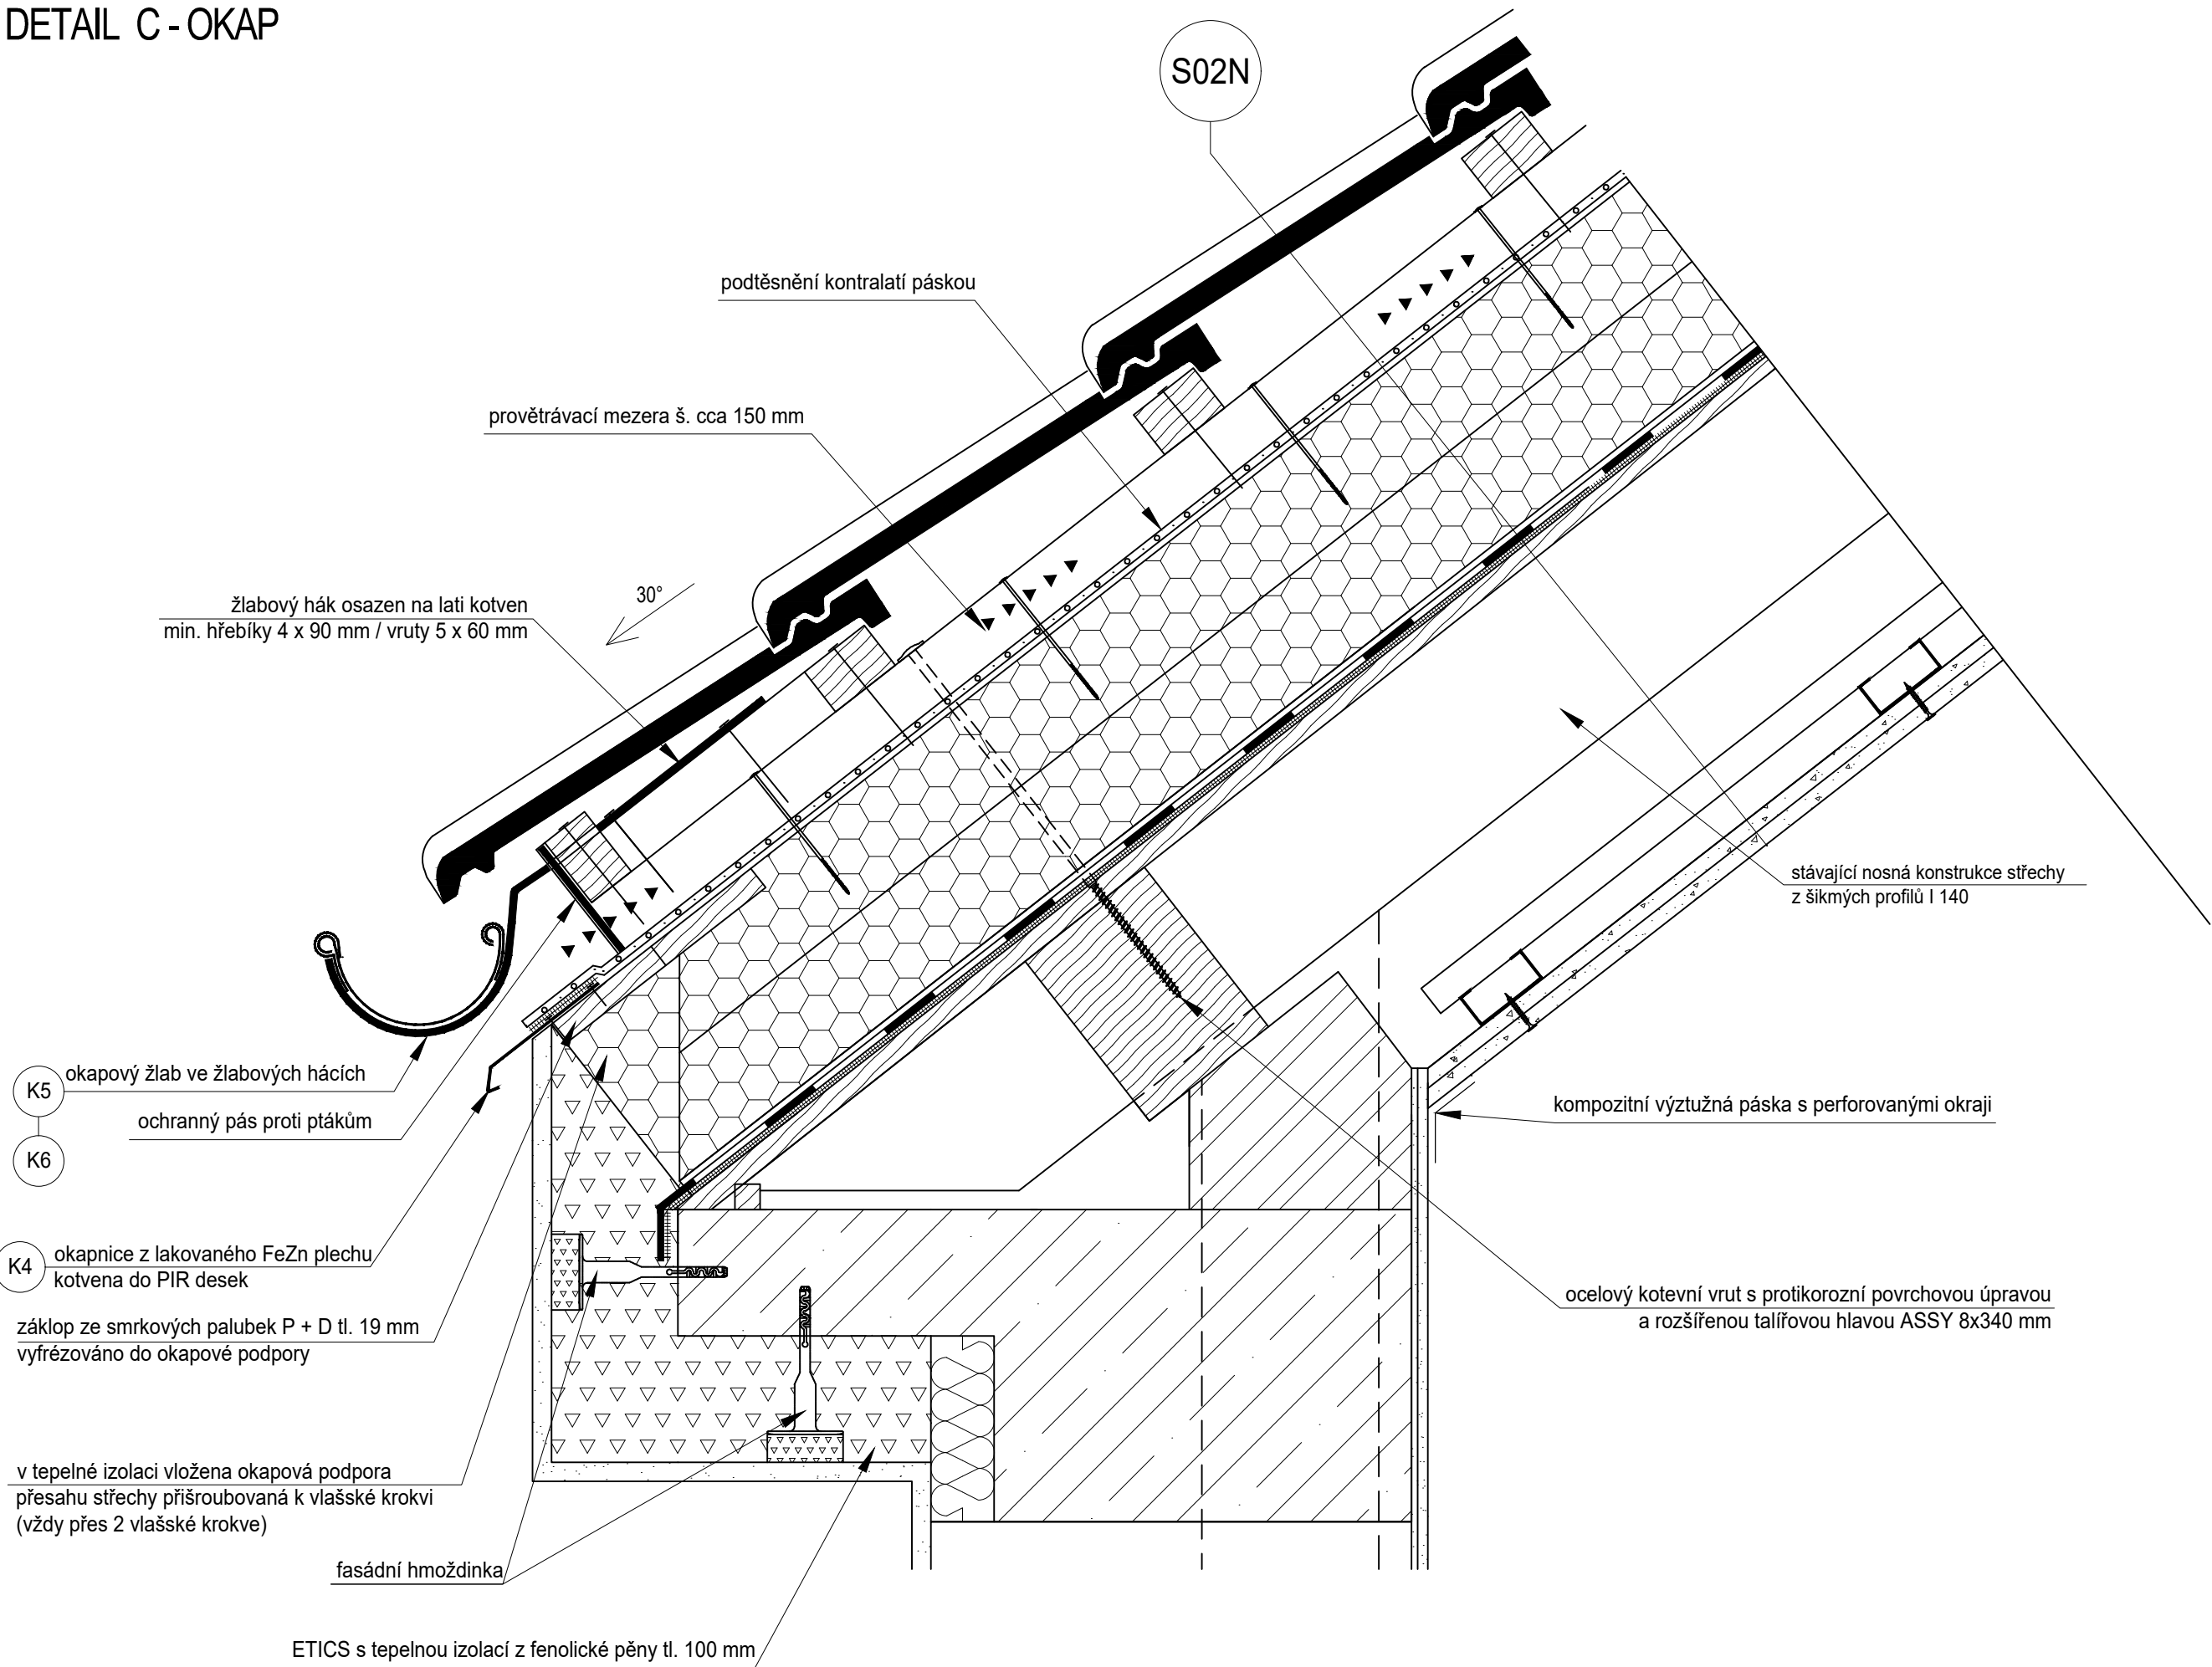 DETAIL C - OKAP
S02N
podtěsnění kontralatí páskou
provětrávací mezera š. cca 150 mm
30°
žlabový hák osazen na lati kotven
min. hřebíky 4 x 90 mm / vruty 5 x 60 mm
stávající nosná konstrukce střechy
z šikmých profilů I 140
K5
okapový žlab ve žlabových hácích
ochranný pás proti ptákům
K6
kompozitní výztužná páska s perforovanými okraji
K4
okapnice z lakovaného FeZn plechu
kotvena do PIR desek
ocelový kotevní vrut s protikorozní povrchovou úpravou
a rozšířenou talířovou hlavou ASSY 8x340 mm
záklop ze smrkových palubek P + D tl. 19 mm
vyfrézováno do okapové podpory
v tepelné izolaci vložena okapová podpora
přesahu střechy přišroubovaná k vlašské krokvi
(vždy přes 2 vlašské krokve)
fasádní hmoždinka
ETICS s tepelnou izolací z fenolické pěny tl. 100 mm